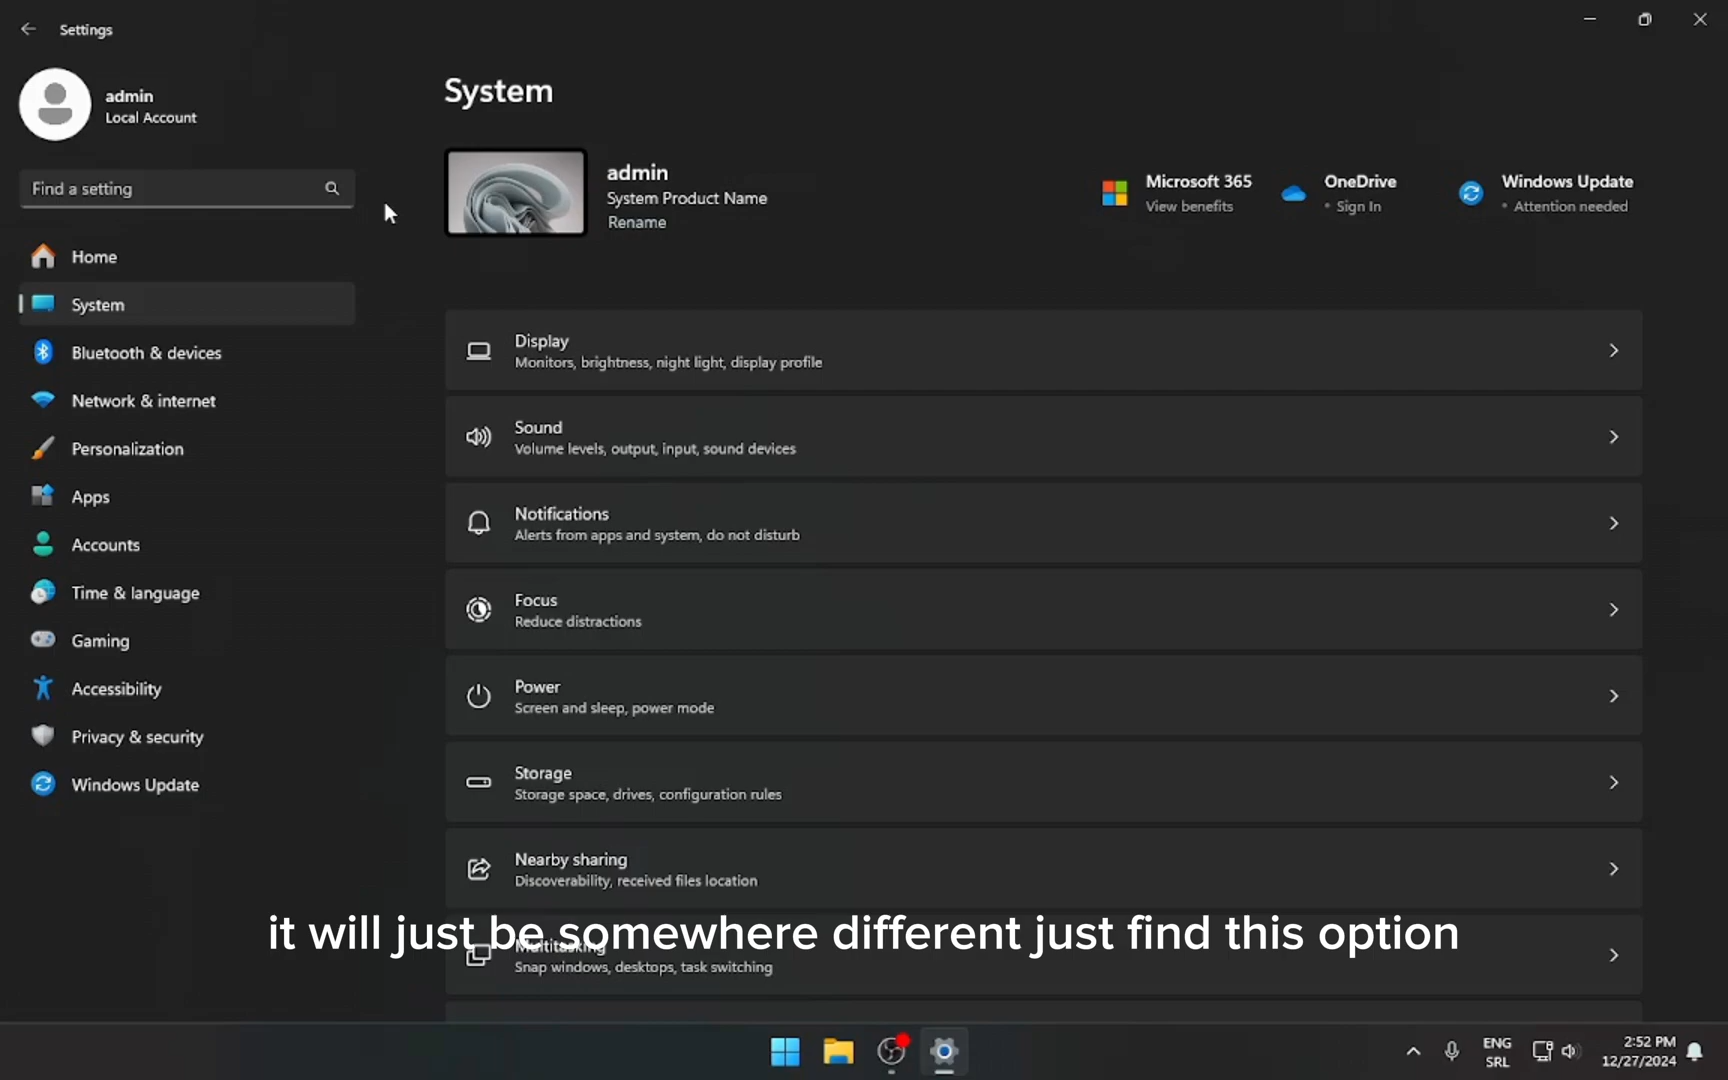 Settings
admin
Local Account
Find a setting
Home
System
Bluetooth & devices
Network & internet
Personalization
Apps
Accounts
Time & language
Gaming
Accessibility
Privacy & security
Windows Update
System
admin
System Product Name
Rename
Microsoft 365
View benefits
OneDrive
• Sign In
Windows Update
• Attention needed
Display
Monitors, brightness, night light, display profile
Sound
Volume levels, output, input, sound devices
Notifications
Alerts from apps and system, do not disturb
Focus
Reduce distractions
Power
Screen and sleep, power mode
Storage
Storage space, drives, configuration rules
Nearby sharing
Discoverability, received files location
Multitasking
Snap windows, desktops, task switching
it will just be somewhere different just find this option
ENG
SRL
2:52 PM
12/27/2024